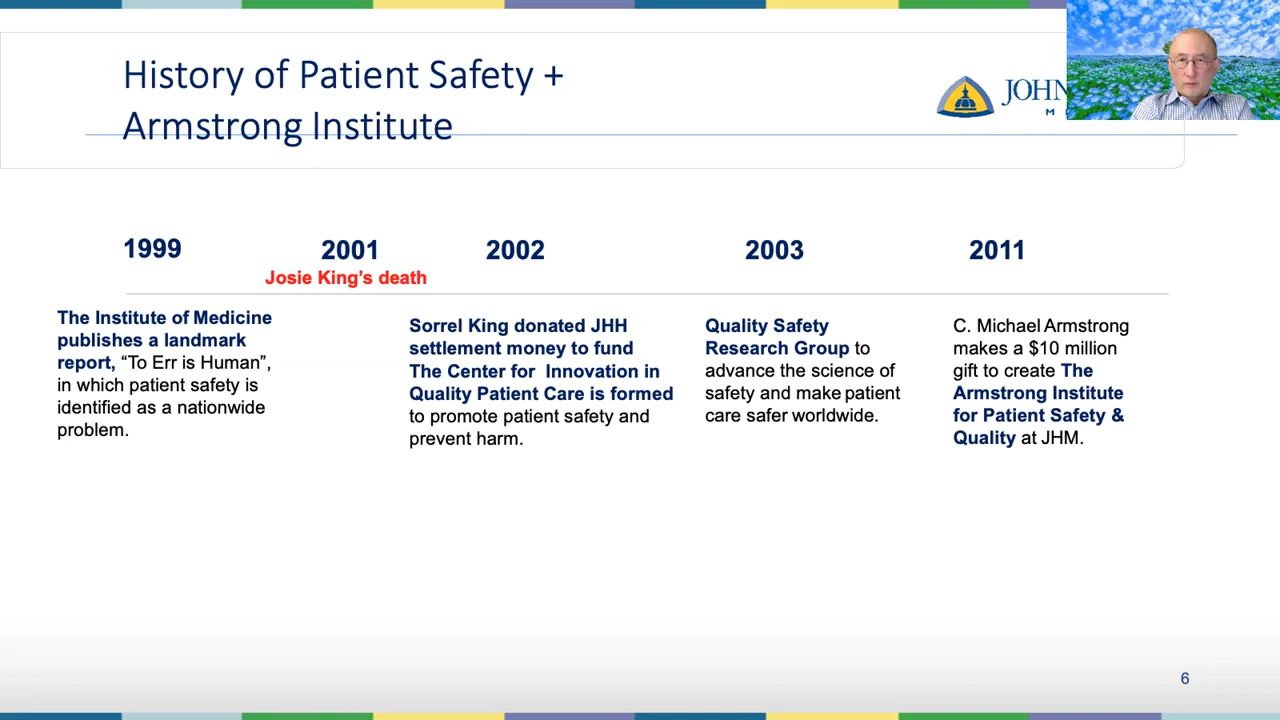 History of Patient Safety +
Armstrong Institute
JOHN
M
1999
2001
2002
2003
2011
Josie King’s death
The Institute of Medicine
publishes a landmark
report, “To Err is Human”,
in which patient safety is
identified as a nationwide
problem.
Sorrel King donated JHH
settlement money to fund
The Center for Innovation in
Quality Patient Care is formed
to promote patient safety and
prevent harm.
Quality Safety
Research Group to
advance the science of
safety and make patient
care safer worldwide.
C. Michael Armstrong
makes a $10 million
gift to create The
Armstrong Institute
for Patient Safety &
Quality at JHM.
6